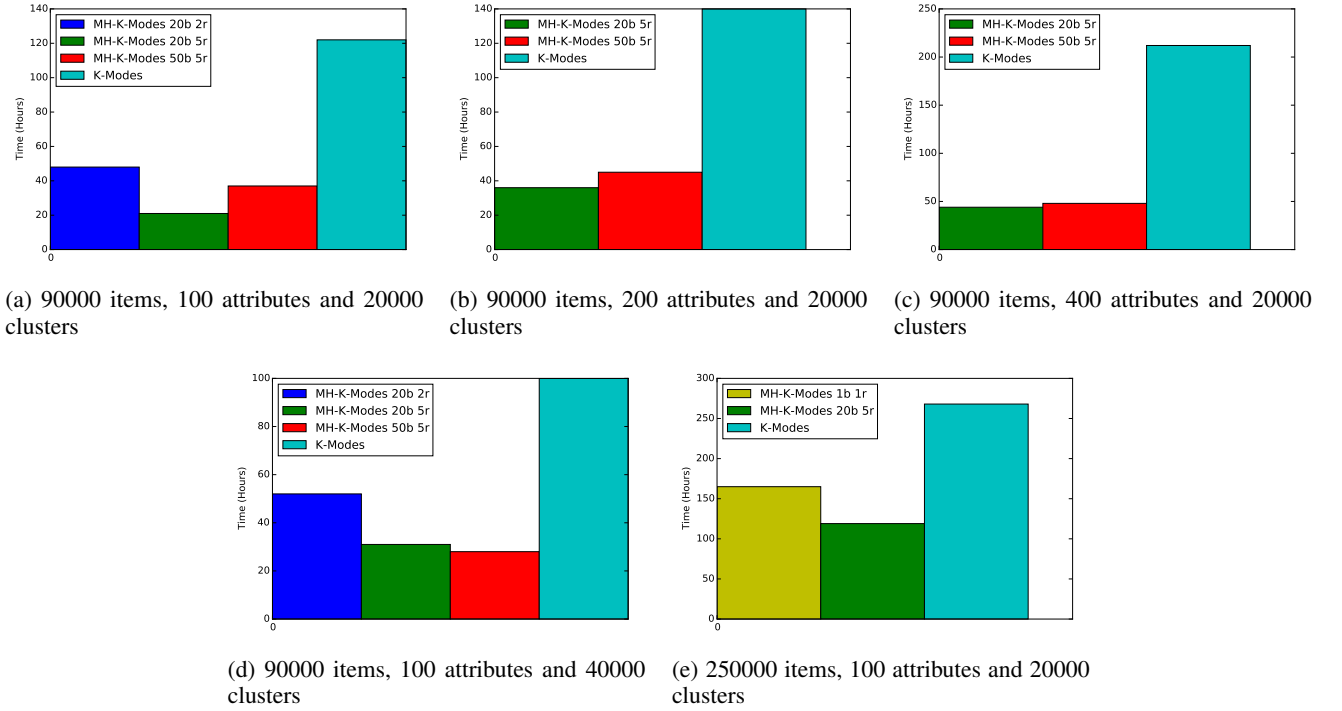 140
120
100
80
60
40
20
0
0
Time (Hours)
MH-K-Modes 20b 2r
MH-K-Modes 20b 5r
MH-K-Modes 50b 5r
K-Modes
(a) 90000 items, 100 attributes and 20000
clusters
140
120
100
80
60
40
20
0
0
Time (Hours)
MH-K-Modes 20b 5r
MH-K-Modes 50b 5r
K-Modes
(b) 90000 items, 200 attributes and 20000
clusters
250
200
150
100
50
0
0
Time (Hours)
MH-K-Modes 20b 5r
MH-K-Modes 50b 5r
K-Modes
(c) 90000 items, 400 attributes and 20000
clusters
100
80
60
40
20
0
0
Time (Hours)
MH-K-Modes 20b 2r
MH-K-Modes 20b 5r
MH-K-Modes 50b 5r
K-Modes
(d) 90000 items, 100 attributes and 40000
clusters
300
250
200
150
100
50
0
0
Time (Hours)
MH-K-Modes 1b 1r
MH-K-Modes 20b 5r
K-Modes
(e) 250000 items, 100 attributes and 20000
clusters